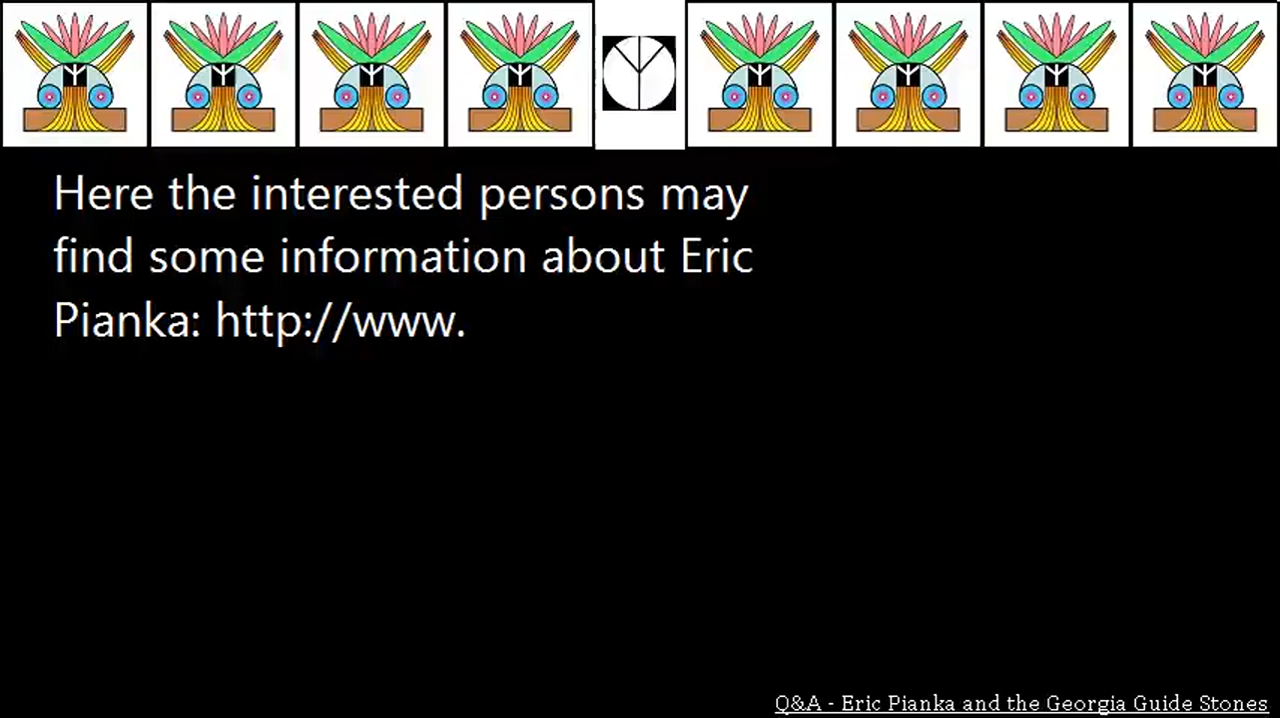 Here the interested persons may
find some information about Eric
Pianka: http://www.
Q&A - Eric Pianka and the Georgia Guide Stones